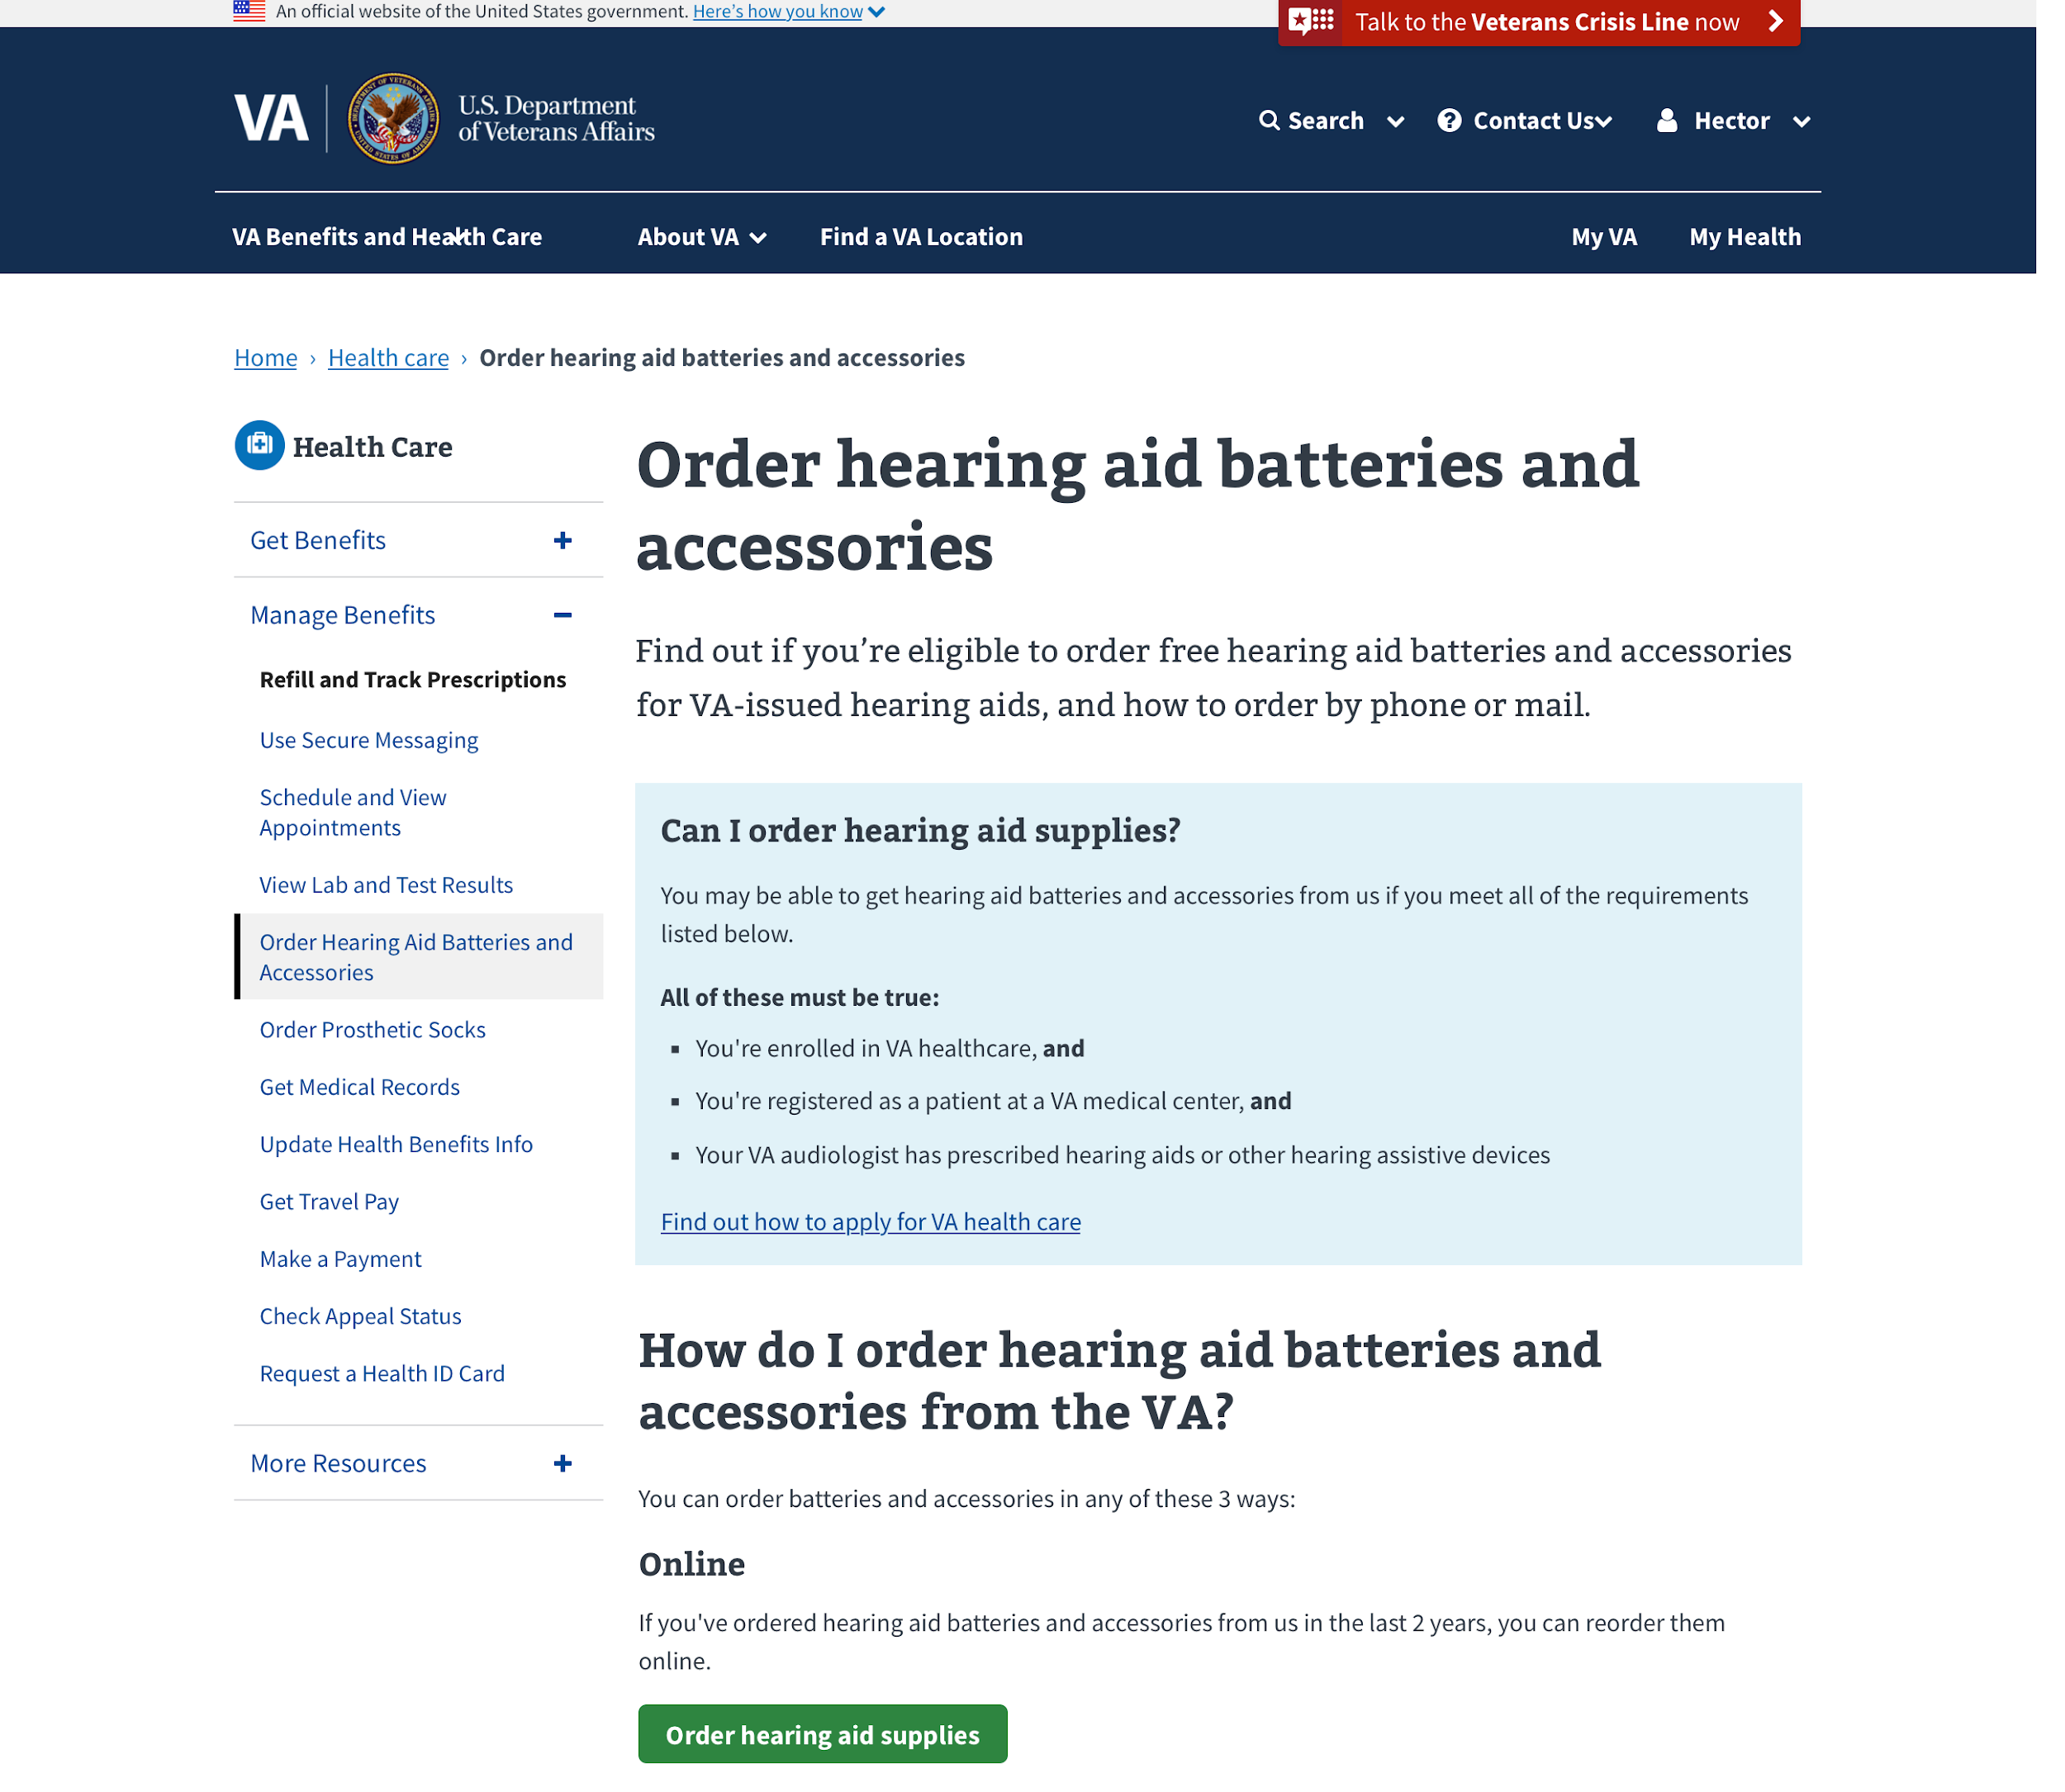 An official website of the United States government. Here's how you know
Talk to the Veterans Crisis Line now
VA
U.S. Department
of Veterans Affairs
Search
Contact Us
Hector
VA Benefits and Health Care
About VA
Find a VA Location
My VA
My Health
Home › Health care › Order hearing aid batteries and accessories
Health Care
Get Benefits
Manage Benefits
Refill and Track Prescriptions
Use Secure Messaging
Schedule and View
Appointments
View Lab and Test Results
Order Hearing Aid Batteries and
Accessories
Order Prosthetic Socks
Get Medical Records
Update Health Benefits Info
Get Travel Pay
Make a Payment
Check Appeal Status
Request a Health ID Card
More Resources
Order hearing aid batteries and
accessories
Find out if you’re eligible to order free hearing aid batteries and accessories
for VA-issued hearing aids, and how to order by phone or mail.
Can I order hearing aid supplies?
You may be able to get hearing aid batteries and accessories from us if you meet all of the requirements
listed below.
All of these must be true:
▪ You're enrolled in VA healthcare, and
▪ You're registered as a patient at a VA medical center, and
▪ Your VA audiologist has prescribed hearing aids or other hearing assistive devices
Find out how to apply for VA health care
How do I order hearing aid batteries and
accessories from the VA?
You can order batteries and accessories in any of these 3 ways:
Online
If you've ordered hearing aid batteries and accessories from us in the last 2 years, you can reorder them
online.
Order hearing aid supplies